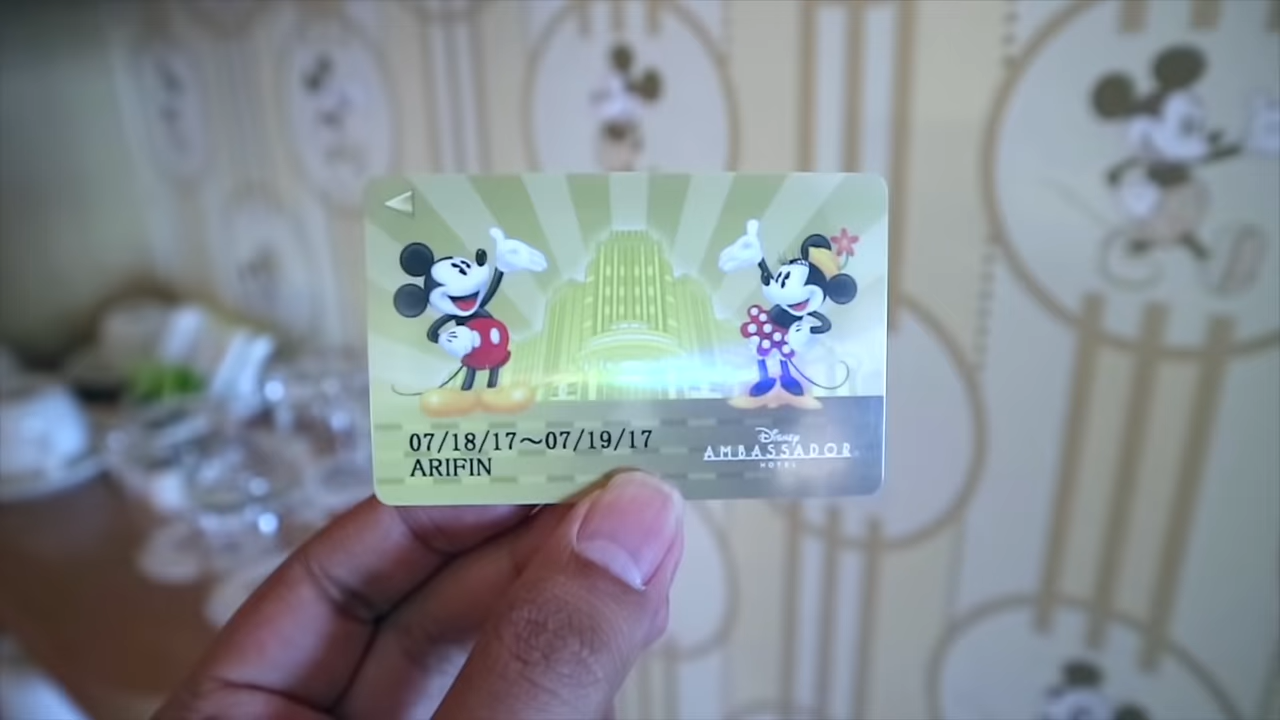 07/18/17～07/19/17
ARIFIN
Disney
AMBASSADOR
HOTEL